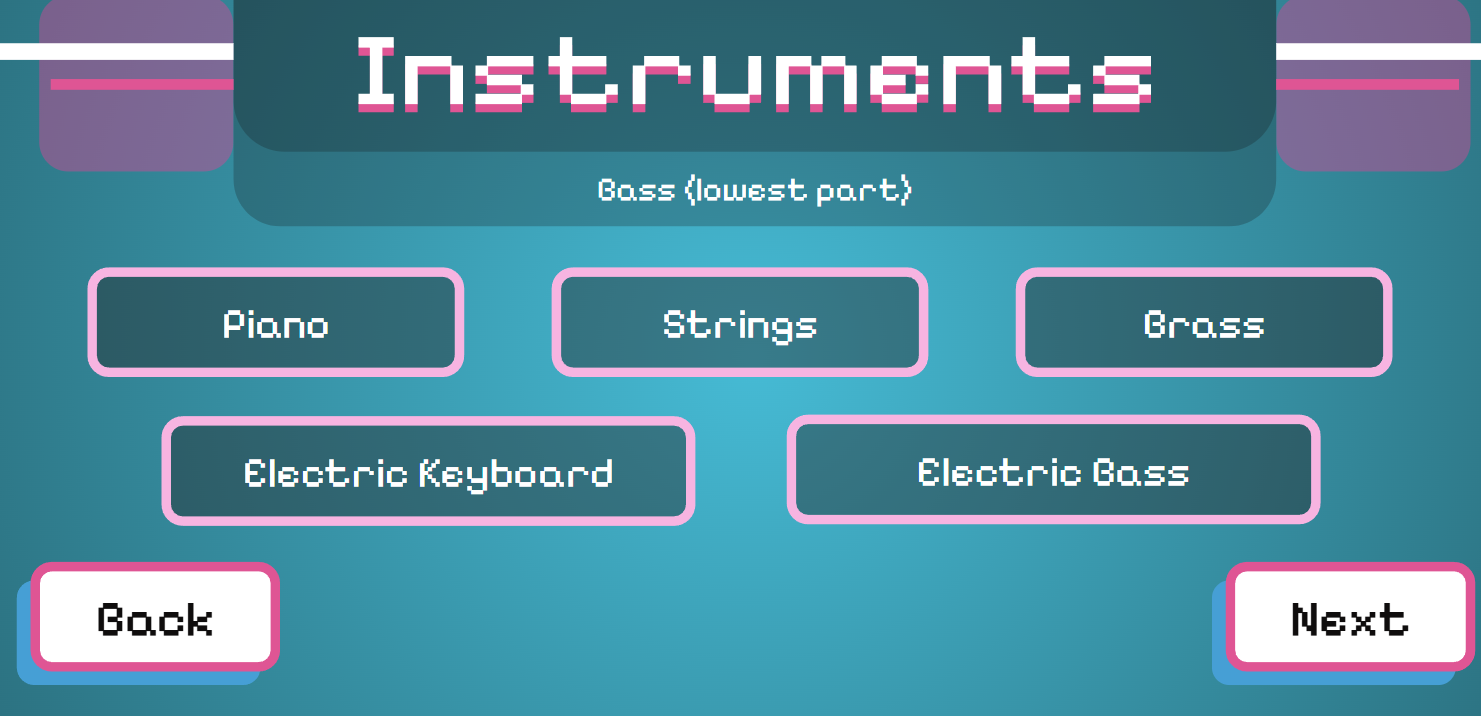 Instruments
Bass (lowest part)
Piano
Strings
Brass
Electric Keyboard
Electric Bass
Back
Next